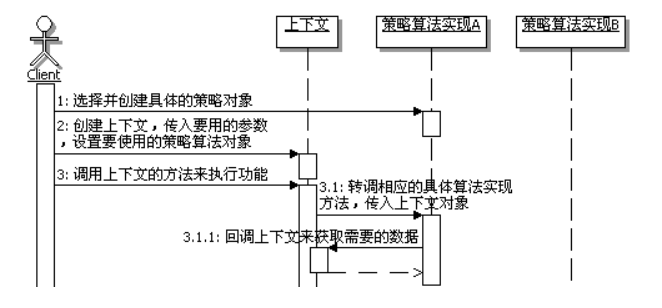 上下文
策略算法实现A
策略算法实现B
Client
1: 选择并创建具体的策略对象
2: 创建上下文，传入要用的参数
，设置要使用的策略算法对象
3: 调用上下文的方法来执行功能
3.1: 转调相应的具体算法实现
方法，传入上下文对象
3.1.1: 回调上下文来获取需要的数据